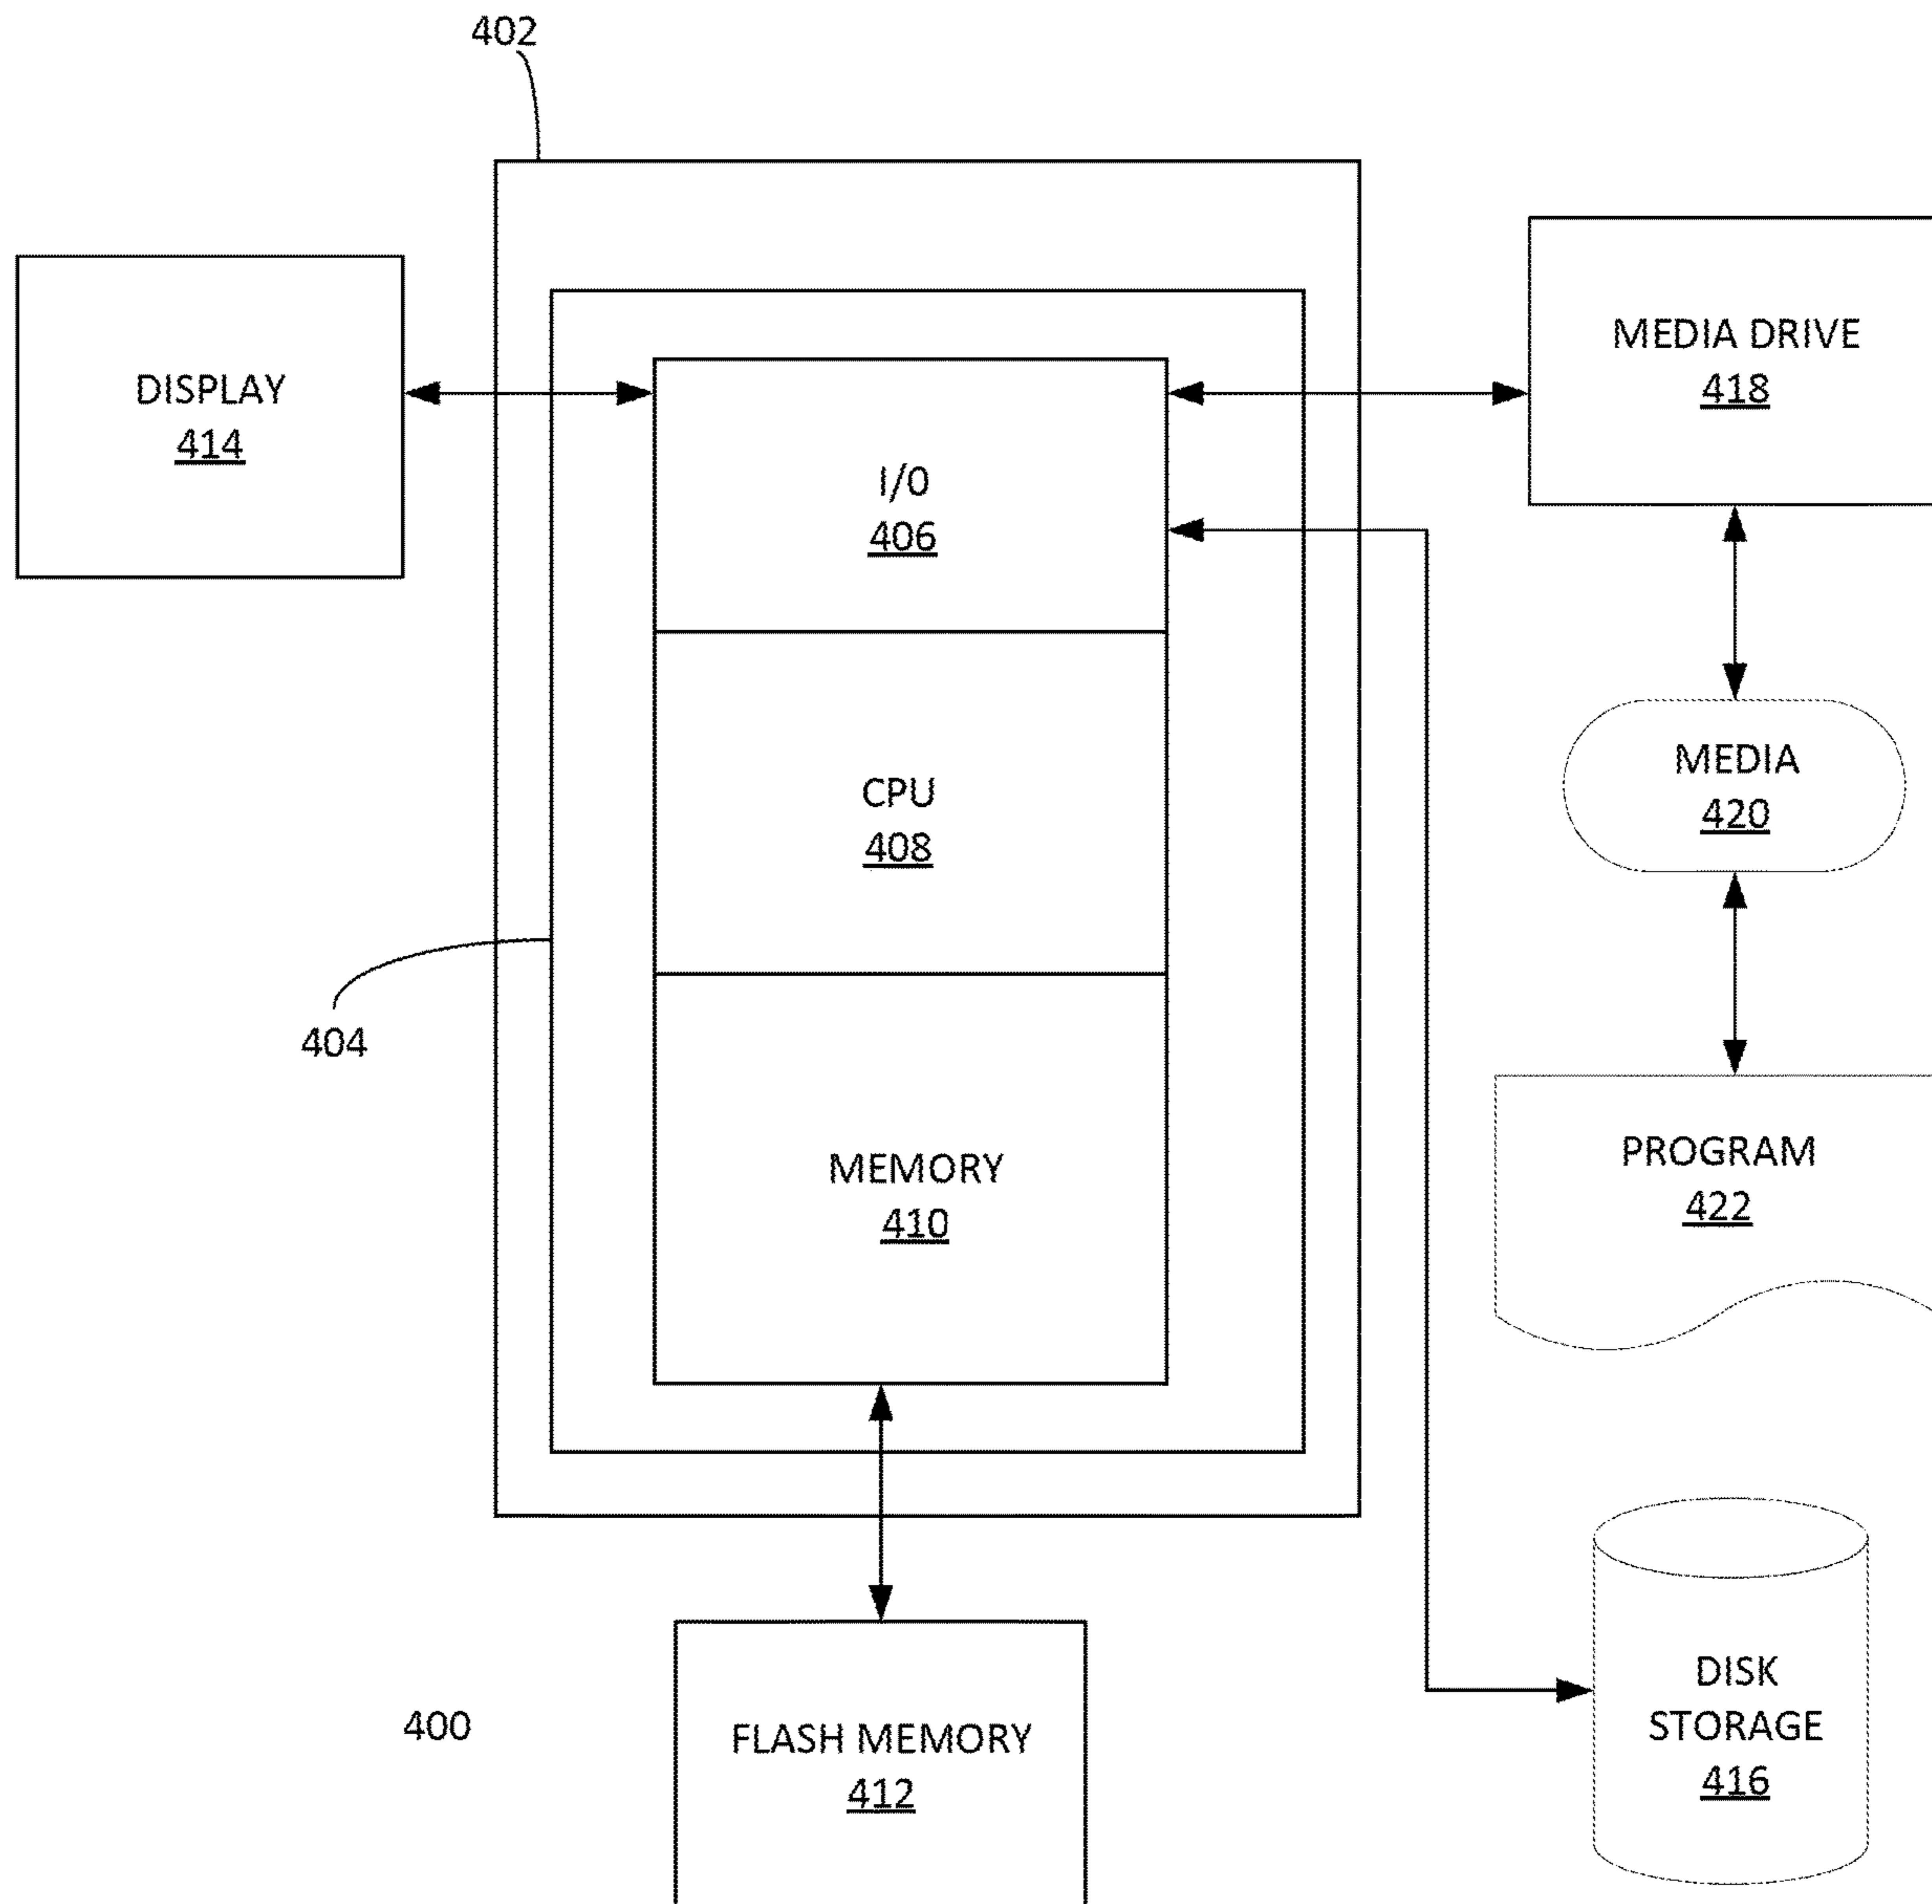 402
DISPLAY
414
I/O
406
MEDIA DRIVE
418
MEDIA
420
CPU
408
404
MEMORY
410
PROGRAM
422
400
FLASH MEMORY
412
DISK
STORAGE
416